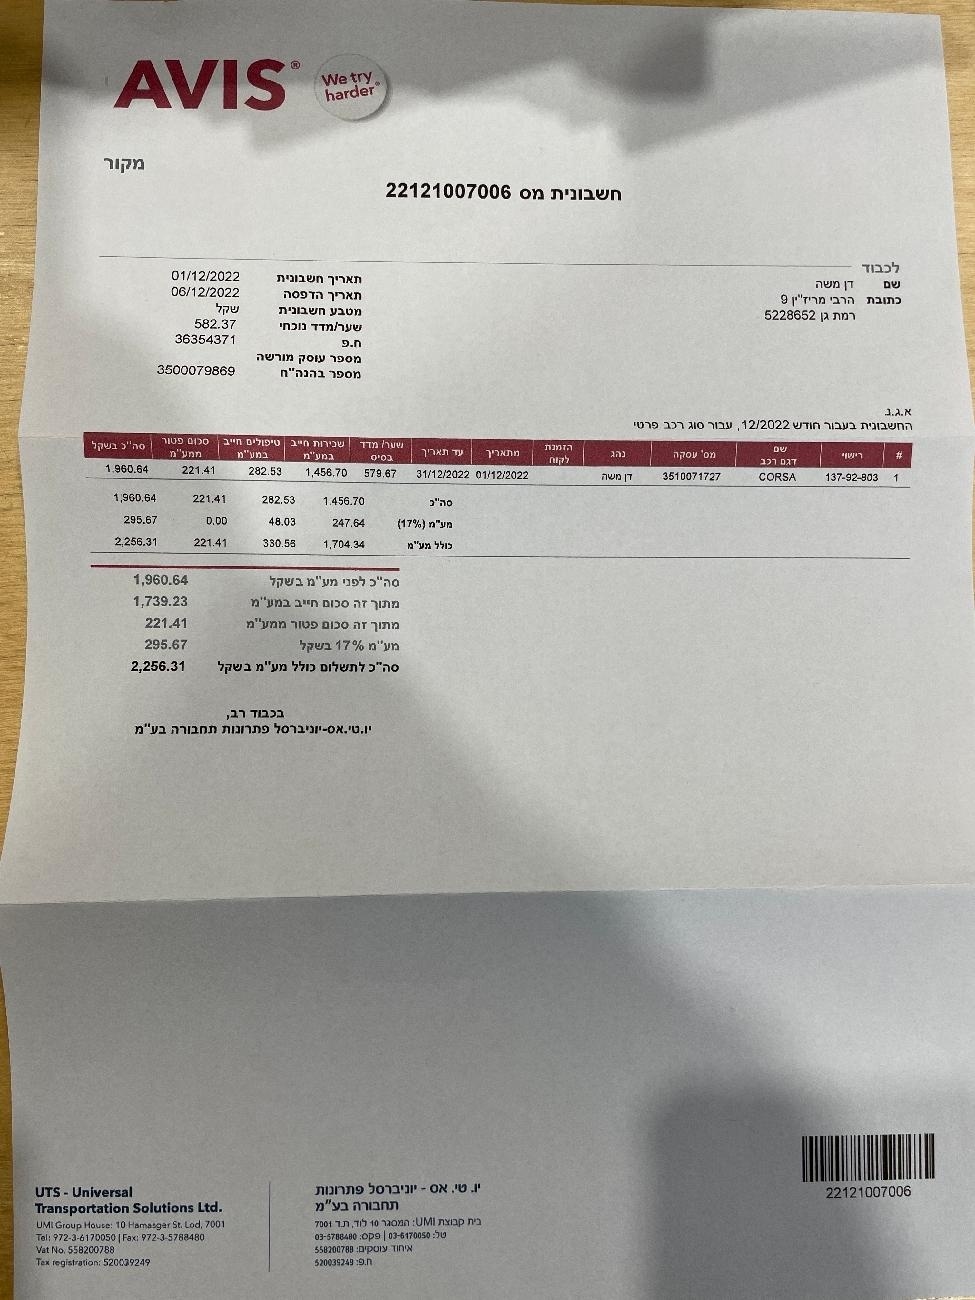 AVIS®
We try
harder®
מקור
חשבונית מס 22121007006
לכבוד
שם דן משה
כתובת הרבי מריז"ין 9
רמת גן 5228652
תאריך חשבונית 01/12/2022
תאריך הדפסה 06/12/2022
מטבע חשבונית שקל
שער/מדד נוכחי 582.37
ח.פ 36354371
מספר עוסק מורשה
מספר בהנה"ח 3500079869
א.ג.נ.
החשבונית בעבור חודש 12/2022, עבור סוג רכב פרטי
# רישוי שם דגם רכב מס' עסקה נהג הזמנת לקוח מתאריך עד תאריך שער/ מדד בסיס שכירות חייב במע"מ טיפולים חייב במע"מ סכום פטור ממע"מ סה"כ בשקל
1 137-92-803 CORSA 3510071727 דן משה 01/12/2022 31/12/2022 579.67 1,456.70 282.53 221.41 1,960.64
סה"כ 1,456.70 282.53 221.41 1,960.64
מע"מ (17%) 247.64 48.03 0.00 295.67
כולל מע"מ 1,704.34 330.56 221.41 2,256.31
סה"כ לפני מע"מ בשקל 1,960.64
מתוך זה סכום חייב במע"מ 1,739.23
מתוך זה סכום פטור ממע"מ 221.41
מע"מ 17% בשקל 295.67
סה"כ לתשלום כולל מע"מ בשקל 2,256.31
בכבוד רב,
יו.טי.אס-יוניברסל פתרונות תחבורה בע"מ
22121007006
יו. טי. אס - יוניברסל פתרונות
תחבורה בע"מ
בית קבוצת UMI: המסגר 10 לוד, ת.ד 7001
טל: 03-6170050 | פקס: 03-5788480
איחוד עוסקים: 558200788
ח.פ: 520039249
UTS - Universal
Transportation Solutions Ltd.
UMI Group House: 10 Hamasger St. Lod, 7001
Tel: 972-3-6170050 | Fax: 972-3-5788480
Vat No. 558200788
Tax registration: 520039249